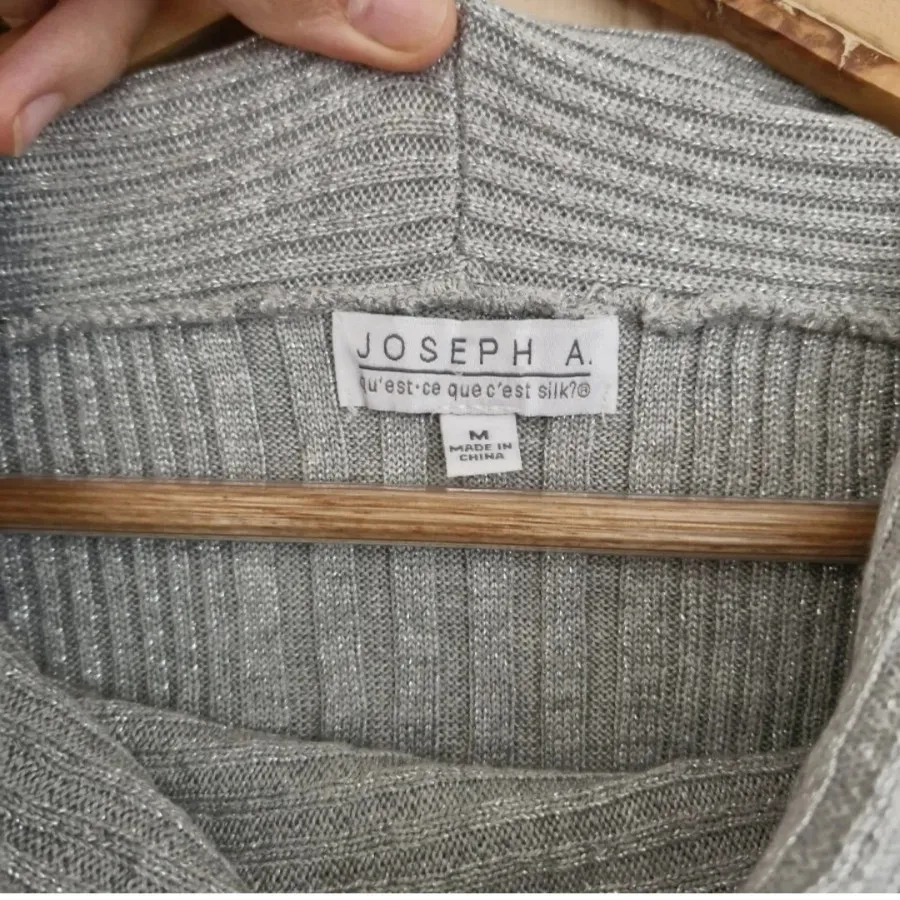 JOSEPH A.
qu'est-ce que c'est silk?®
M
MADE IN
CHINA